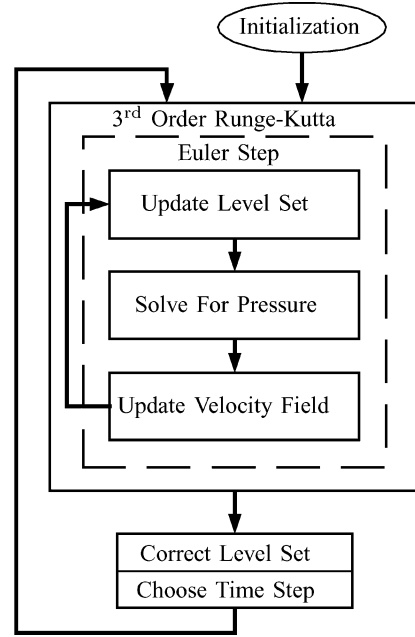 Initialization
3rd Order Runge-Kutta
Euler Step
Update Level Set
Solve For Pressure
Update Velocity Field
Correct Level Set
Choose Time Step